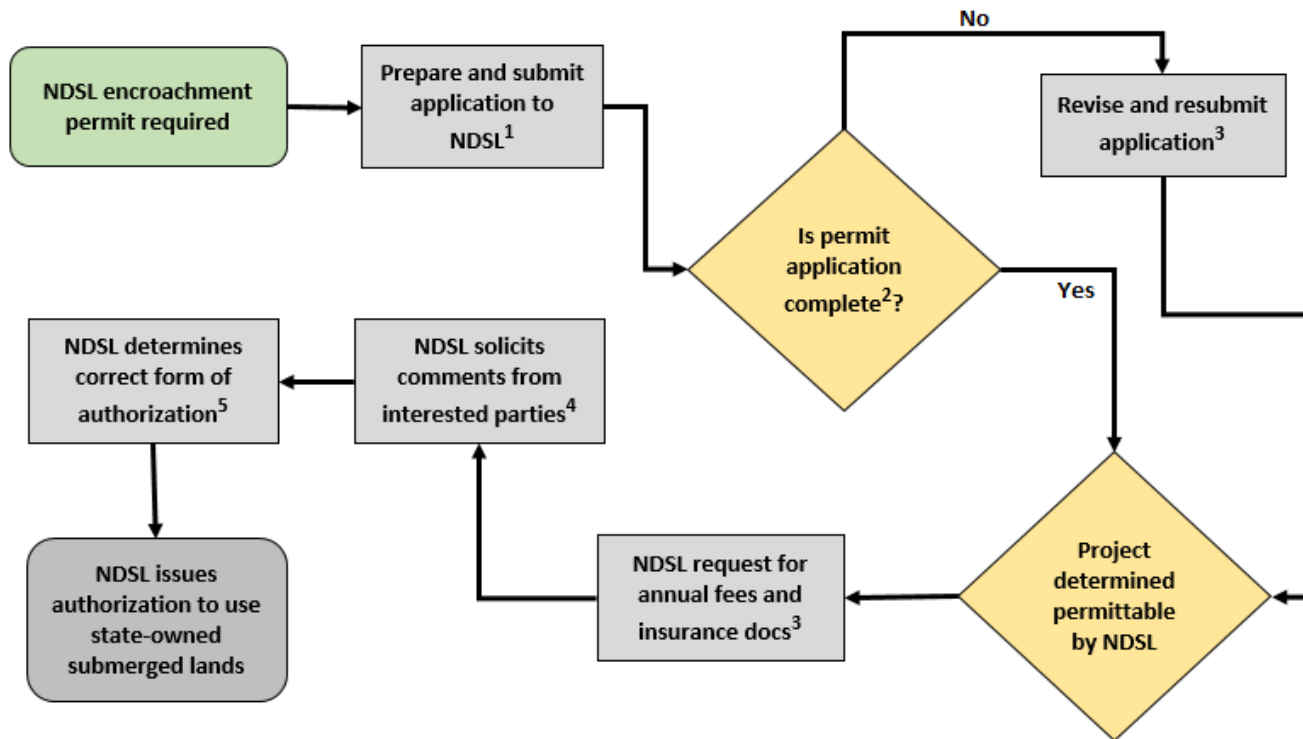 NDSL encroachment
permit required
Prepare and submit
application to
NDSL1
No
Revise and resubmit
application3
Is permit
application
complete2?
Yes
NDSL determines
correct form of
authorization5
NDSL solicits
comments from
interested parties4
NDSL request for
annual fees and
insurance docs3
Project
determined
permittable
by NDSL
NDSL issues
authorization to use
state-owned
submerged lands